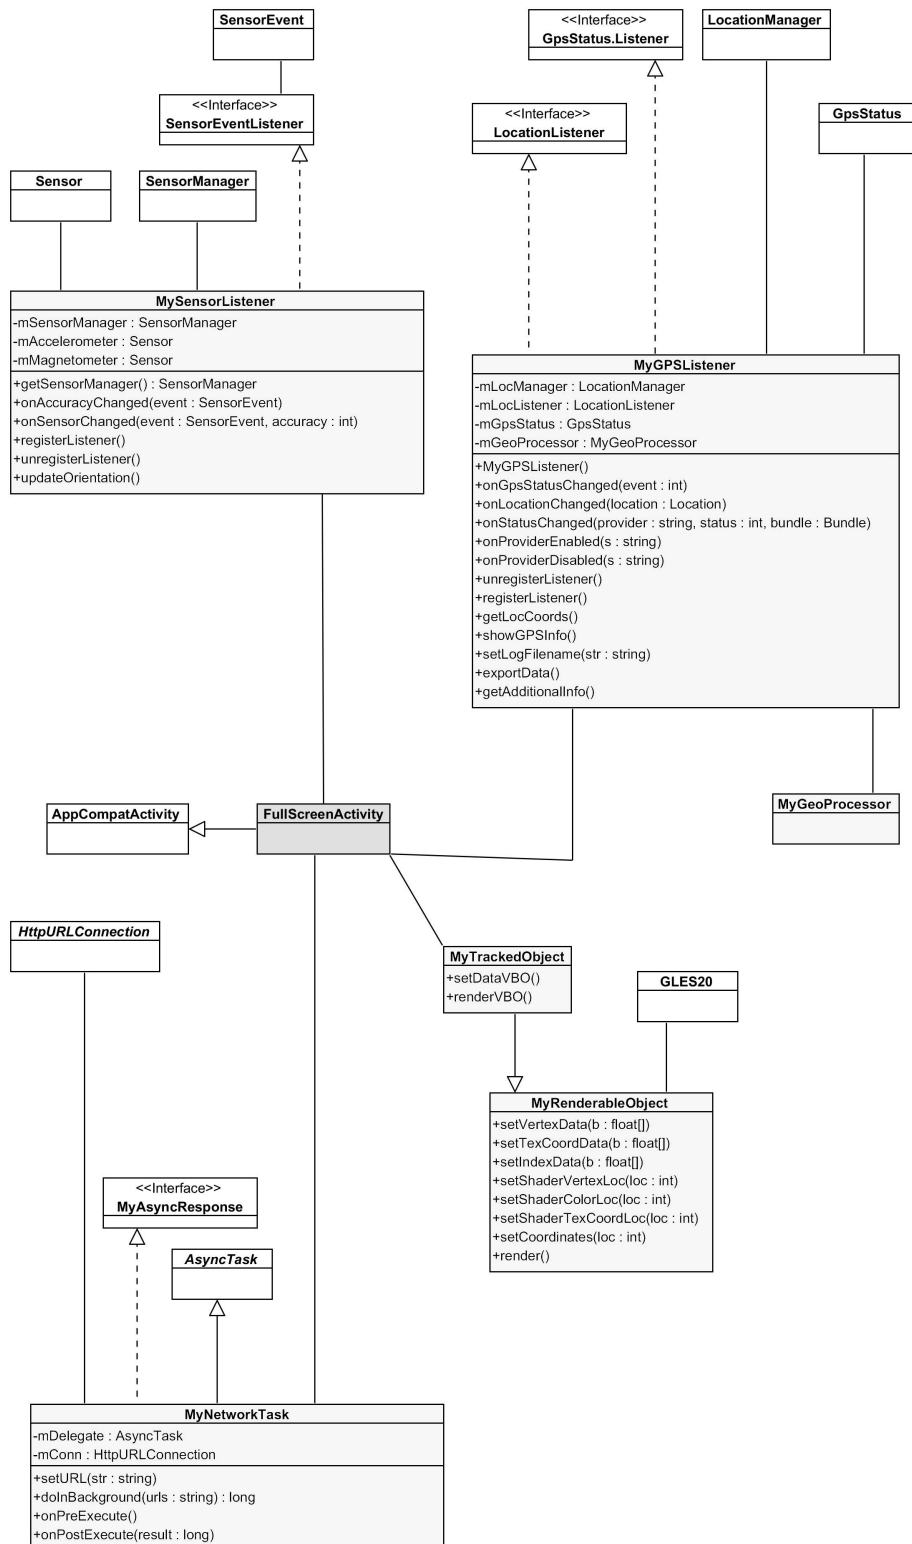 SensorEvent
<<Interface>>
SensorEventListener
Sensor
SensorManager
<<Interface>>
GpsStatus.Listener
LocationManager
<<Interface>>
LocationListener
GpsStatus
MySensorListener
-mSensorManager : SensorManager
-mAccelerometer : Sensor
-mMagnetometer : Sensor
+getSensorManager() : SensorManager
+onAccuracyChanged(event : SensorEvent)
+onSensorChanged(event : SensorEvent, accuracy : int)
+registerListener()
+unregisterListener()
+updateOrientation()
MyGPSListener
-mLocManager : LocationManager
-mLocListener : LocationListener
-mGpsStatus : GpsStatus
-mGeoProcessor : MyGeoProcessor
+MyGPSListener()
+onGpsStatusChanged(event : int)
+onLocationChanged(location : Location)
+onStatusChanged(provider : string, status : int, bundle : Bundle)
+onProviderEnabled(s : string)
+onProviderDisabled(s : string)
+unregisterListener()
+registerListener()
+getLocCoords()
+showGPSInfo()
+setLogFilename(str : string)
+exportData()
+getAdditionalInfo()
AppCompatActivity
FullScreenActivity
MyGeoProcessor
HttpURLConnection
MyTrackedObject
+setDataVBO()
+renderVBO()
GLES20
MyRenderableObject
+setVertexData(b : float[])
+setTexCoordData(b : float[])
+setIndexData(b : float[])
+setShaderVertexLoc(loc : int)
+setShaderColorLoc(loc : int)
+setShaderTexCoordLoc(loc : int)
+setCoordinates(loc : int)
+render()
<<Interface>>
MyAsyncResponse
AsyncTask
MyNetworkTask
-mDelegate : AsyncTask
-mConn : HttpURLConnection
+setURL(str : string)
+doInBackground(urls : string) : long
+onPreExecute()
+onPostExecute(result : long)